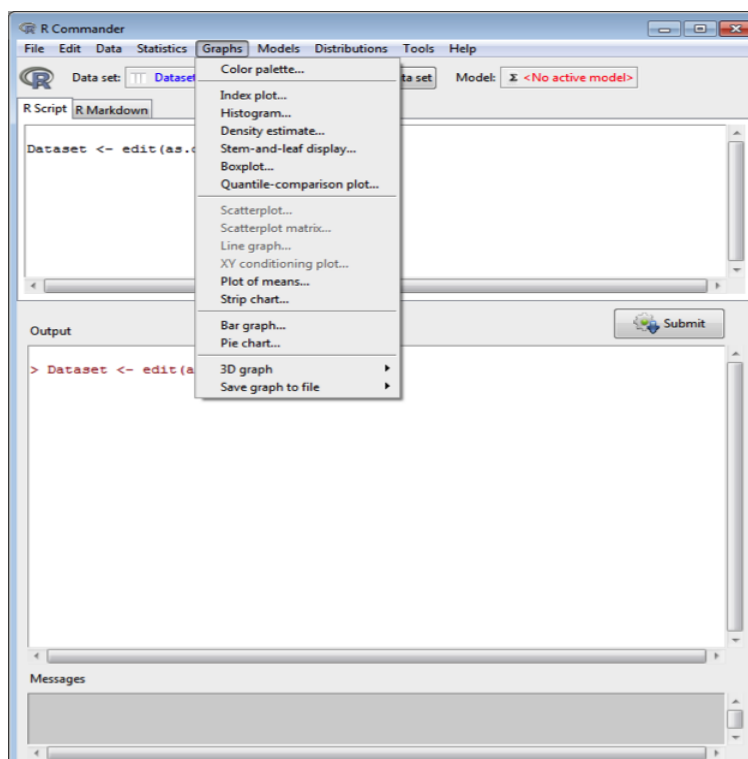 R Commander
File Edit Data Statistics Graphs Models Distributions Tools Help
Data set: Dataset ta set Model: Σ <No active model>
R Script R Markdown
Dataset <- edit(as.
Color palette...
Index plot...
Histogram...
Density estimate...
Stem-and-leaf display...
Boxplot...
Quantile-comparison plot...
Scatterplot...
Scatterplot matrix...
Line graph...
XY conditioning plot...
Plot of means...
Strip chart...
Bar graph...
Pie chart...
3D graph
Save graph to file
Submit
Output
> Dataset <- edit(a
Messages